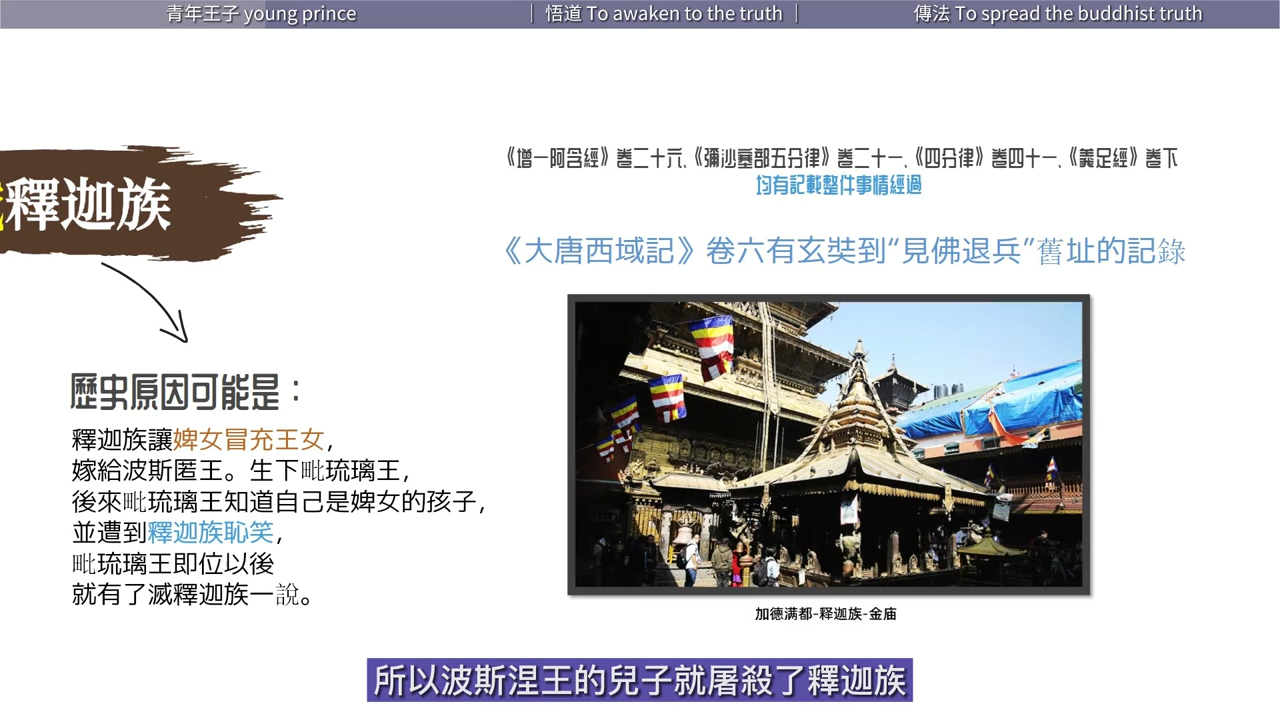 青年王子 young prince
悟道 To awaken to the truth
傳法 To spread the buddhist truth
釋迦族
《增一阿含經》卷二十六、《彌沙塞部五分律》卷二十一、《四分律》卷四十一、《義足經》卷下
均有記載整件事情經過
《大唐西域記》卷六有玄奘到“見佛退兵”舊址的記錄
歷史原因可能是：
釋迦族讓婢女冒充王女，
嫁給波斯匿王。生下毗琉璃王，
後來毗琉璃王知道自己是婢女的孩子，
並遭到釋迦族恥笑，
毗琉璃王即位以後
就有了滅釋迦族一說。
加德满都-释迦族-金庙
所以波斯涅王的兒子就屠殺了釋迦族